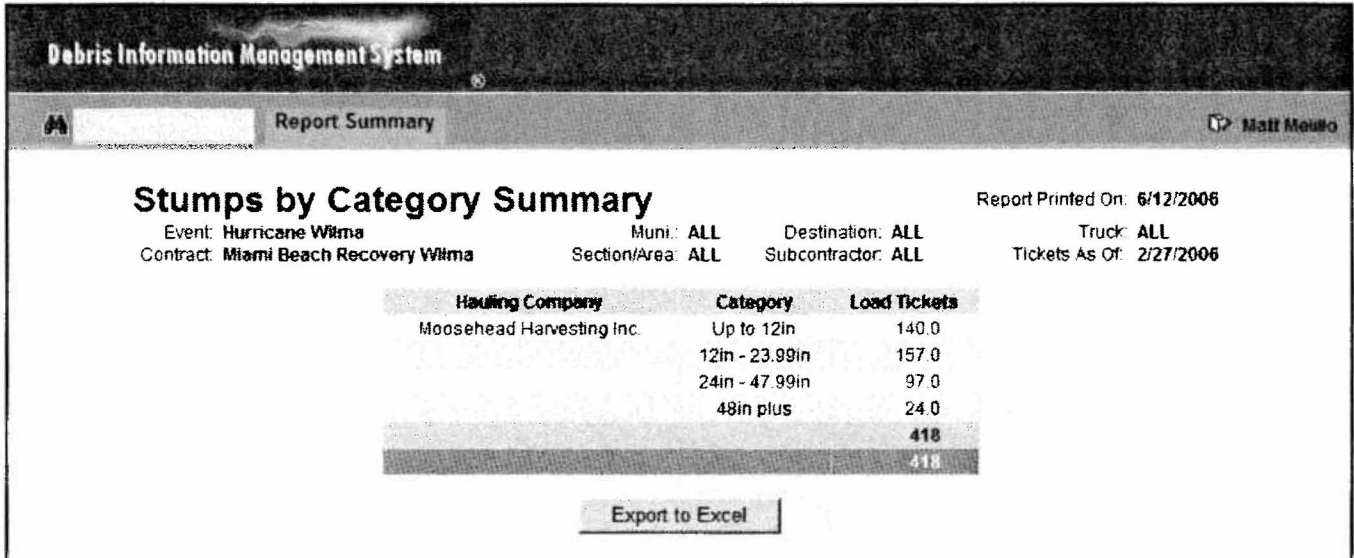 Debris Information Management System
®
Report Summary
Stumps by Category Summary
Report Printed On: 6/12/2006
Event: Hurricane Wilma Muni.: ALL Destination: ALL Truck: ALL
Contract: Miami Beach Recovery Wilma Section/Area: ALL Subcontractor: ALL Tickets As Of: 2/27/2006
Hauling Company Category Load Tickets
Moosehead Harvesting Inc. Up to 12in 140.0
12in - 23.99in 157.0
24in - 47.99in 97.0
48in plus 24.0
418
418
Export to Excel